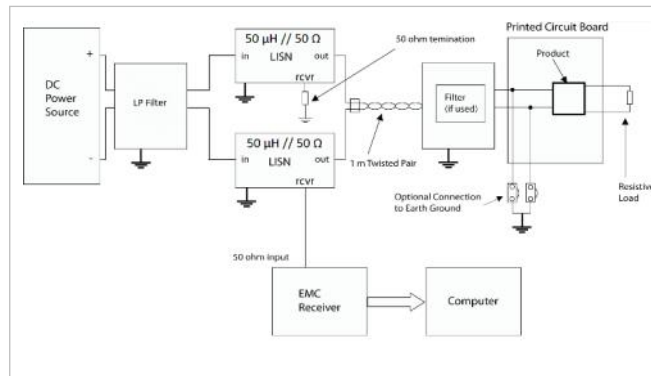 Printed Circuit Board
50 µH // 50 Ω
LISN
in
out
rcvr
50 ohm temination
Product
+
DC
Power
Source
-
LP Filter
Filter
(if used)
50 µH // 50 Ω
LISN
in
out
rcvr
1 m Twisted Pair
Optional Connection
to Earth Ground
Resistive
Load
50 ohm input
EMC
Receiver
Computer